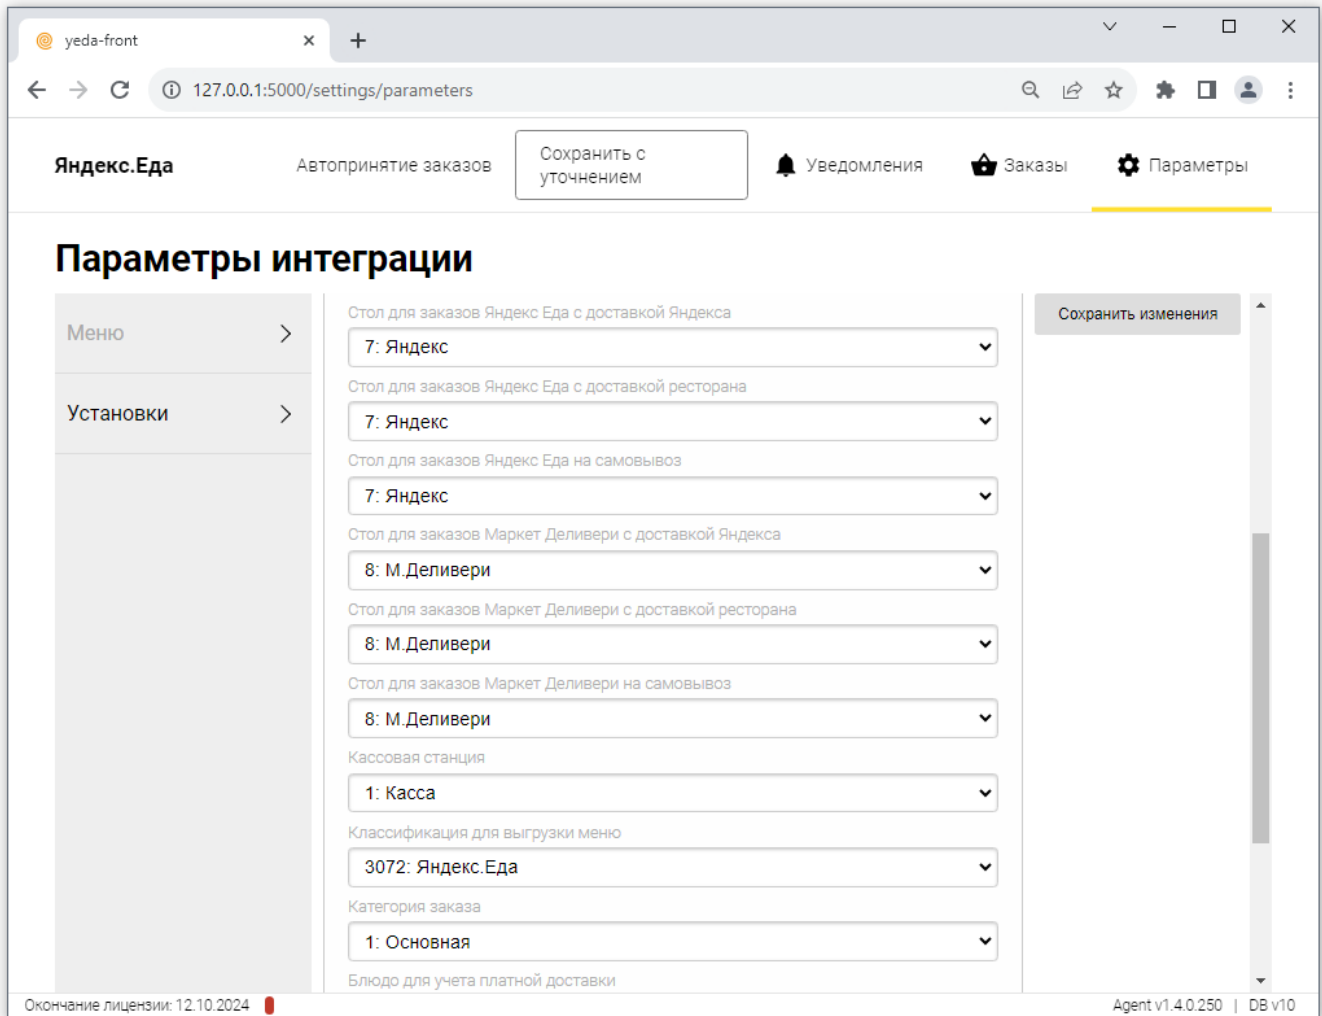 yeda-front
127.0.0.1:5000/settings/parameters
Яндекс.Еда
Автопринятие заказов
Сохранить с
уточнением
Уведомления
Заказы
Параметры
Параметры интеграции
Меню
Установки
Стол для заказов Яндекс Еда с доставкой Яндекса
7: Яндекс
Стол для заказов Яндекс Еда с доставкой ресторана
7: Яндекс
Стол для заказов Яндекс Еда на самовывоз
7: Яндекс
Стол для заказов Маркет Деливери с доставкой Яндекса
8: М.Деливери
Стол для заказов Маркет Деливери с доставкой ресторана
8: М.Деливери
Стол для заказов Маркет Деливери на самовывоз
8: М.Деливери
Кассовая станция
1: Касса
Классификация для выгрузки меню
3072: Яндекс.Еда
Категория заказа
1: Основная
Блюдо для учета платной доставки
Сохранить изменения
Окончание лицензии: 12.10.2024
Agent v1.4.0.250 | DB v10